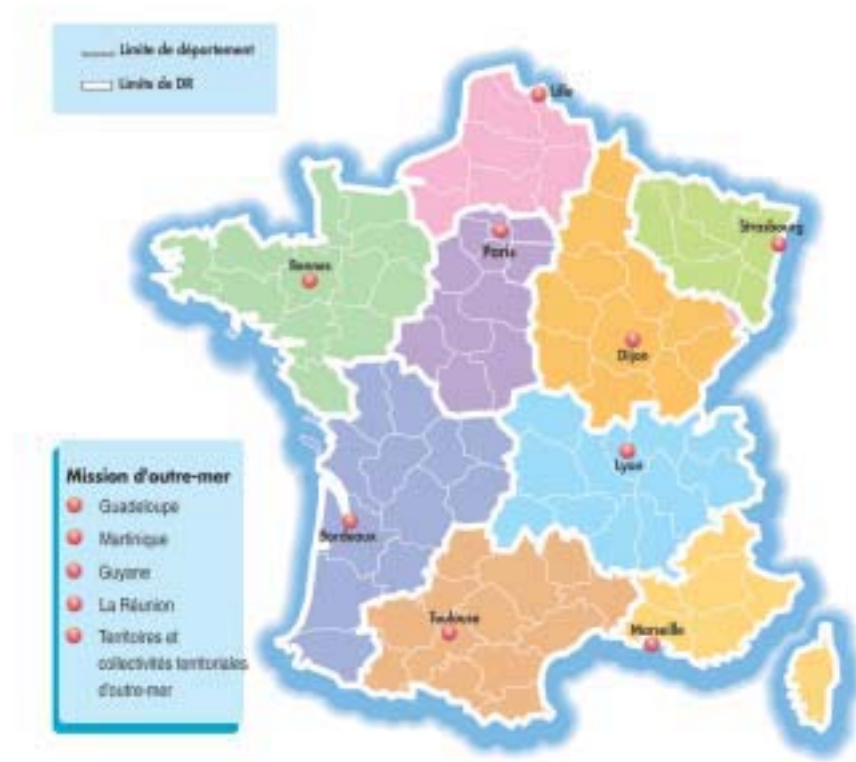 Limite de département
Limite de DR
Lille
Strasbourg
Paris
Rennes
Dijon
Lyon
Bordeaux
Toulouse
Marseille
Mission d'outre-mer
Guadeloupe
Martinique
Guyane
La Réunion
Territoires et
collectivités territoriales
d'outre-mer